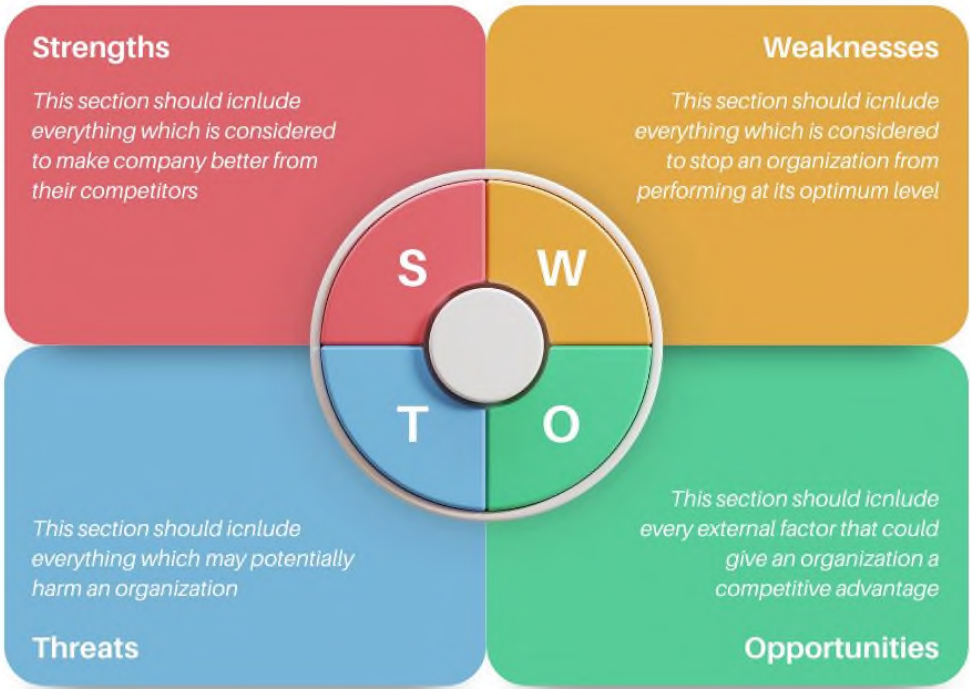 Strengths
This section should icnlude
everything which is considered
to make company better from
their competitors
Weaknesses
This section should icnlude
everything which is considered
to stop an organization from
performing at its optimum level
S
W
T
O
This section should icnlude
everything which may potentially
harm an organization
Threats
This section should icnlude
every external factor that could
give an organization a
competitive advantage
Opportunities